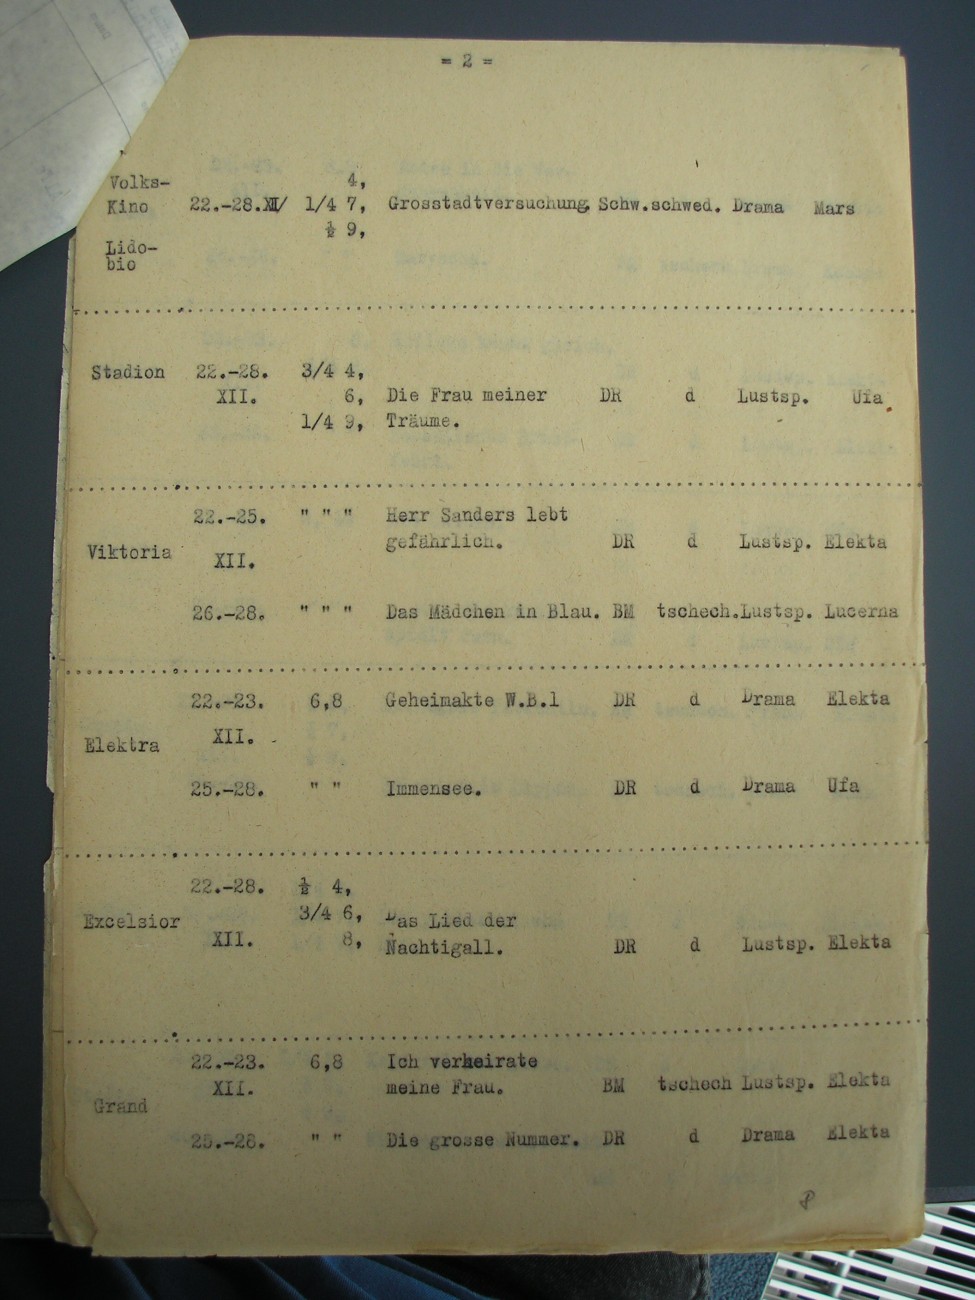 = 2 =
Volks-
4,
Kino 22.-28.XII/ 1/4 7, Grosstadtversuchung Schw.schwed. Drama Mars
½ 9,
Lido-
bio
Stadion 22.-28. 3/4 4,
XII. 6, Die Frau meiner DR d Lustsp. Ufa
1/4 9, Träume.
22.-25. " " " Herr Sanders lebt
gefährlich. DR d Lustsp. Elekta
Viktoria
XII.
26.-28. " " " Das Mädchen in Blau. BM tschech.Lustsp. Lucerna
22.-23. 6,8 Geheimakte W.B.1 DR d Drama Elekta
XII.
Elektra
25.-28. " " Immensee. DR d Drama Ufa
22.-28. ½ 4,
3/4 6, Das Lied der
Excelsior
XII. 8, Nachtigall. DR d Lustsp. Elekta
22.-23. 6,8 Ich verheirate
XII. meine Frau. BM tschech Lustsp. Elekta
Grand
25.-28. " " Die grosse Nummer. DR d Drama Elekta